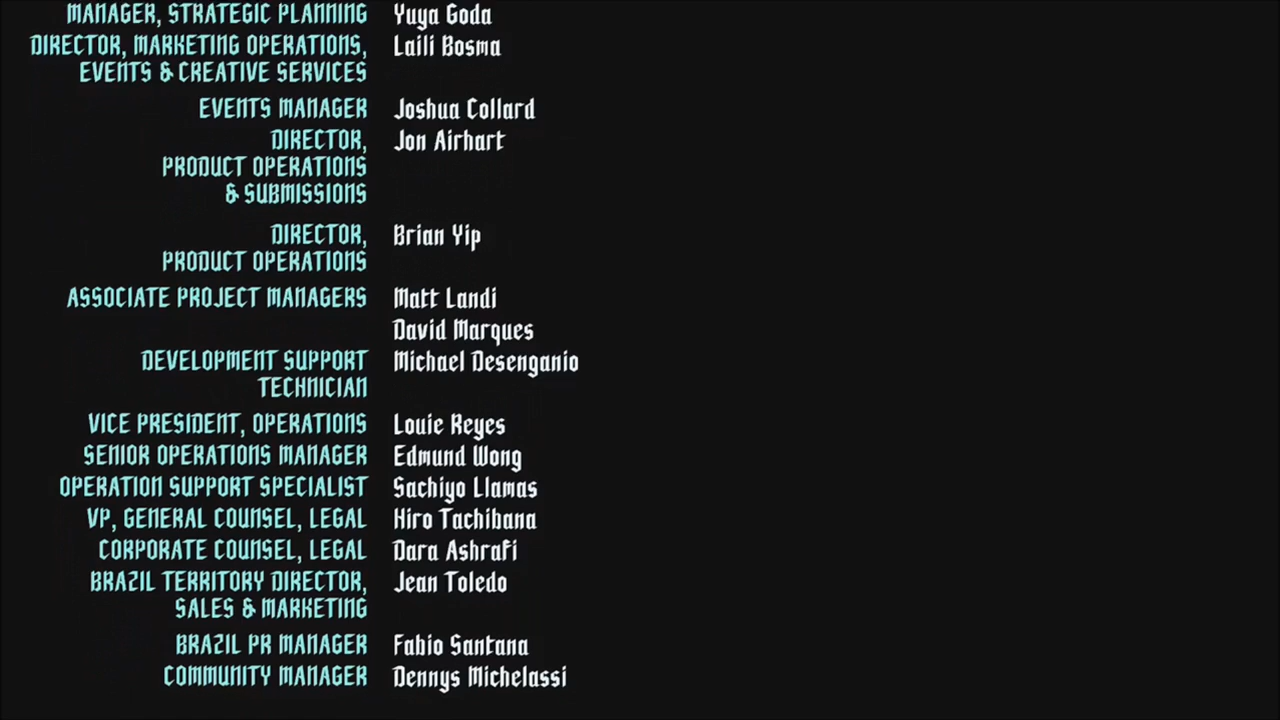 MANAGER, STRATEGIC PLANNING Yuya Goda
DIRECTOR, MARKETING OPERATIONS, Laili Bosma
EVENTS & CREATIVE SERVICES
EVENTS MANAGER Joshua Collard
DIRECTOR, Jon Airhart
PRODUCT OPERATIONS
& SUBMISSIONS
DIRECTOR, Brian Yip
PRODUCT OPERATIONS
ASSOCIATE PROJECT MANAGERS Matt Landi
David Marques
DEVELOPMENT SUPPORT Michael Desenganio
TECHNICIAN
VICE PRESIDENT, OPERATIONS Louie Reyes
SENIOR OPERATIONS MANAGER Edmund Wong
OPERATION SUPPORT SPECIALIST Sachiyo Llamas
VP, GENERAL COUNSEL, LEGAL Hiro Tachibana
CORPORATE COUNSEL, LEGAL Dara Ashrafi
BRAZIL TERRITORY DIRECTOR, Jean Toledo
SALES & MARKETING
BRAZIL PR MANAGER Fabio Santana
COMMUNITY MANAGER Dennys Michelassi